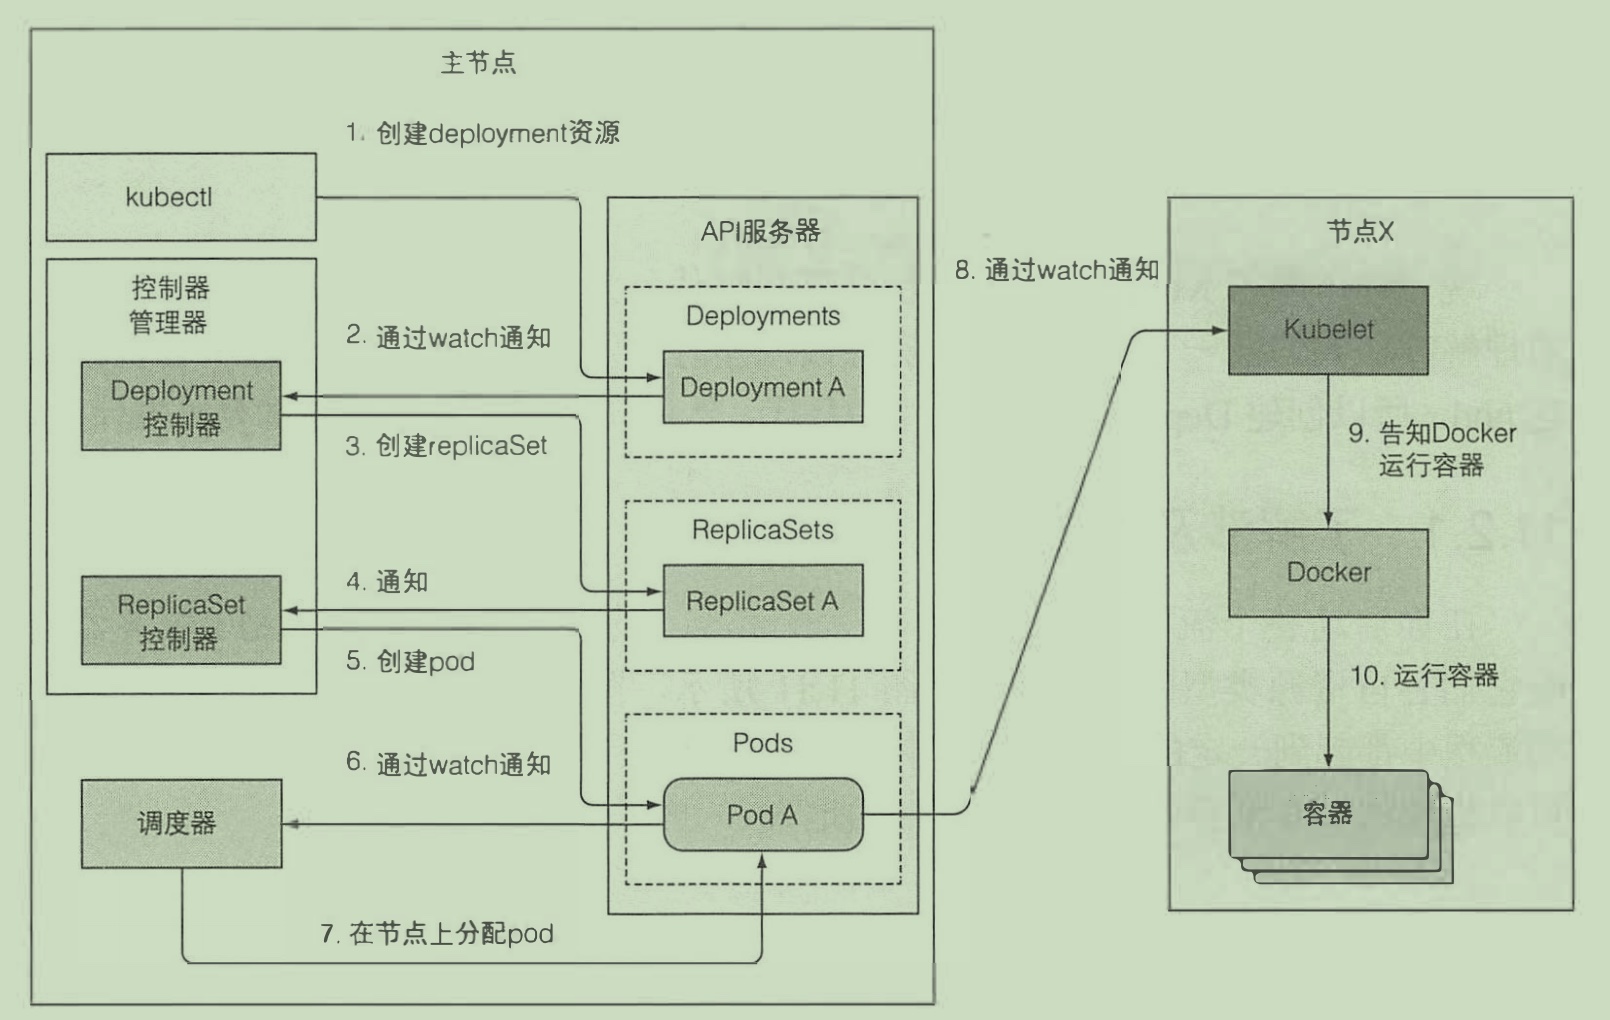 主节点
1. 创建deployment资源
kubectl
API服务器
节点X
8. 通过watch通知
控制器
管理器
Deployments
Kubelet
2. 通过watch通知
Deployment
控制器
Deployment A
3. 创建replicaSet
9. 告知Docker
运行容器
ReplicaSets
4. 通知
Docker
ReplicaSet
控制器
ReplicaSet A
5. 创建pod
10. 运行容器
Pods
6. 通过watch通知
调度器
Pod A
容器
7. 在节点上分配pod